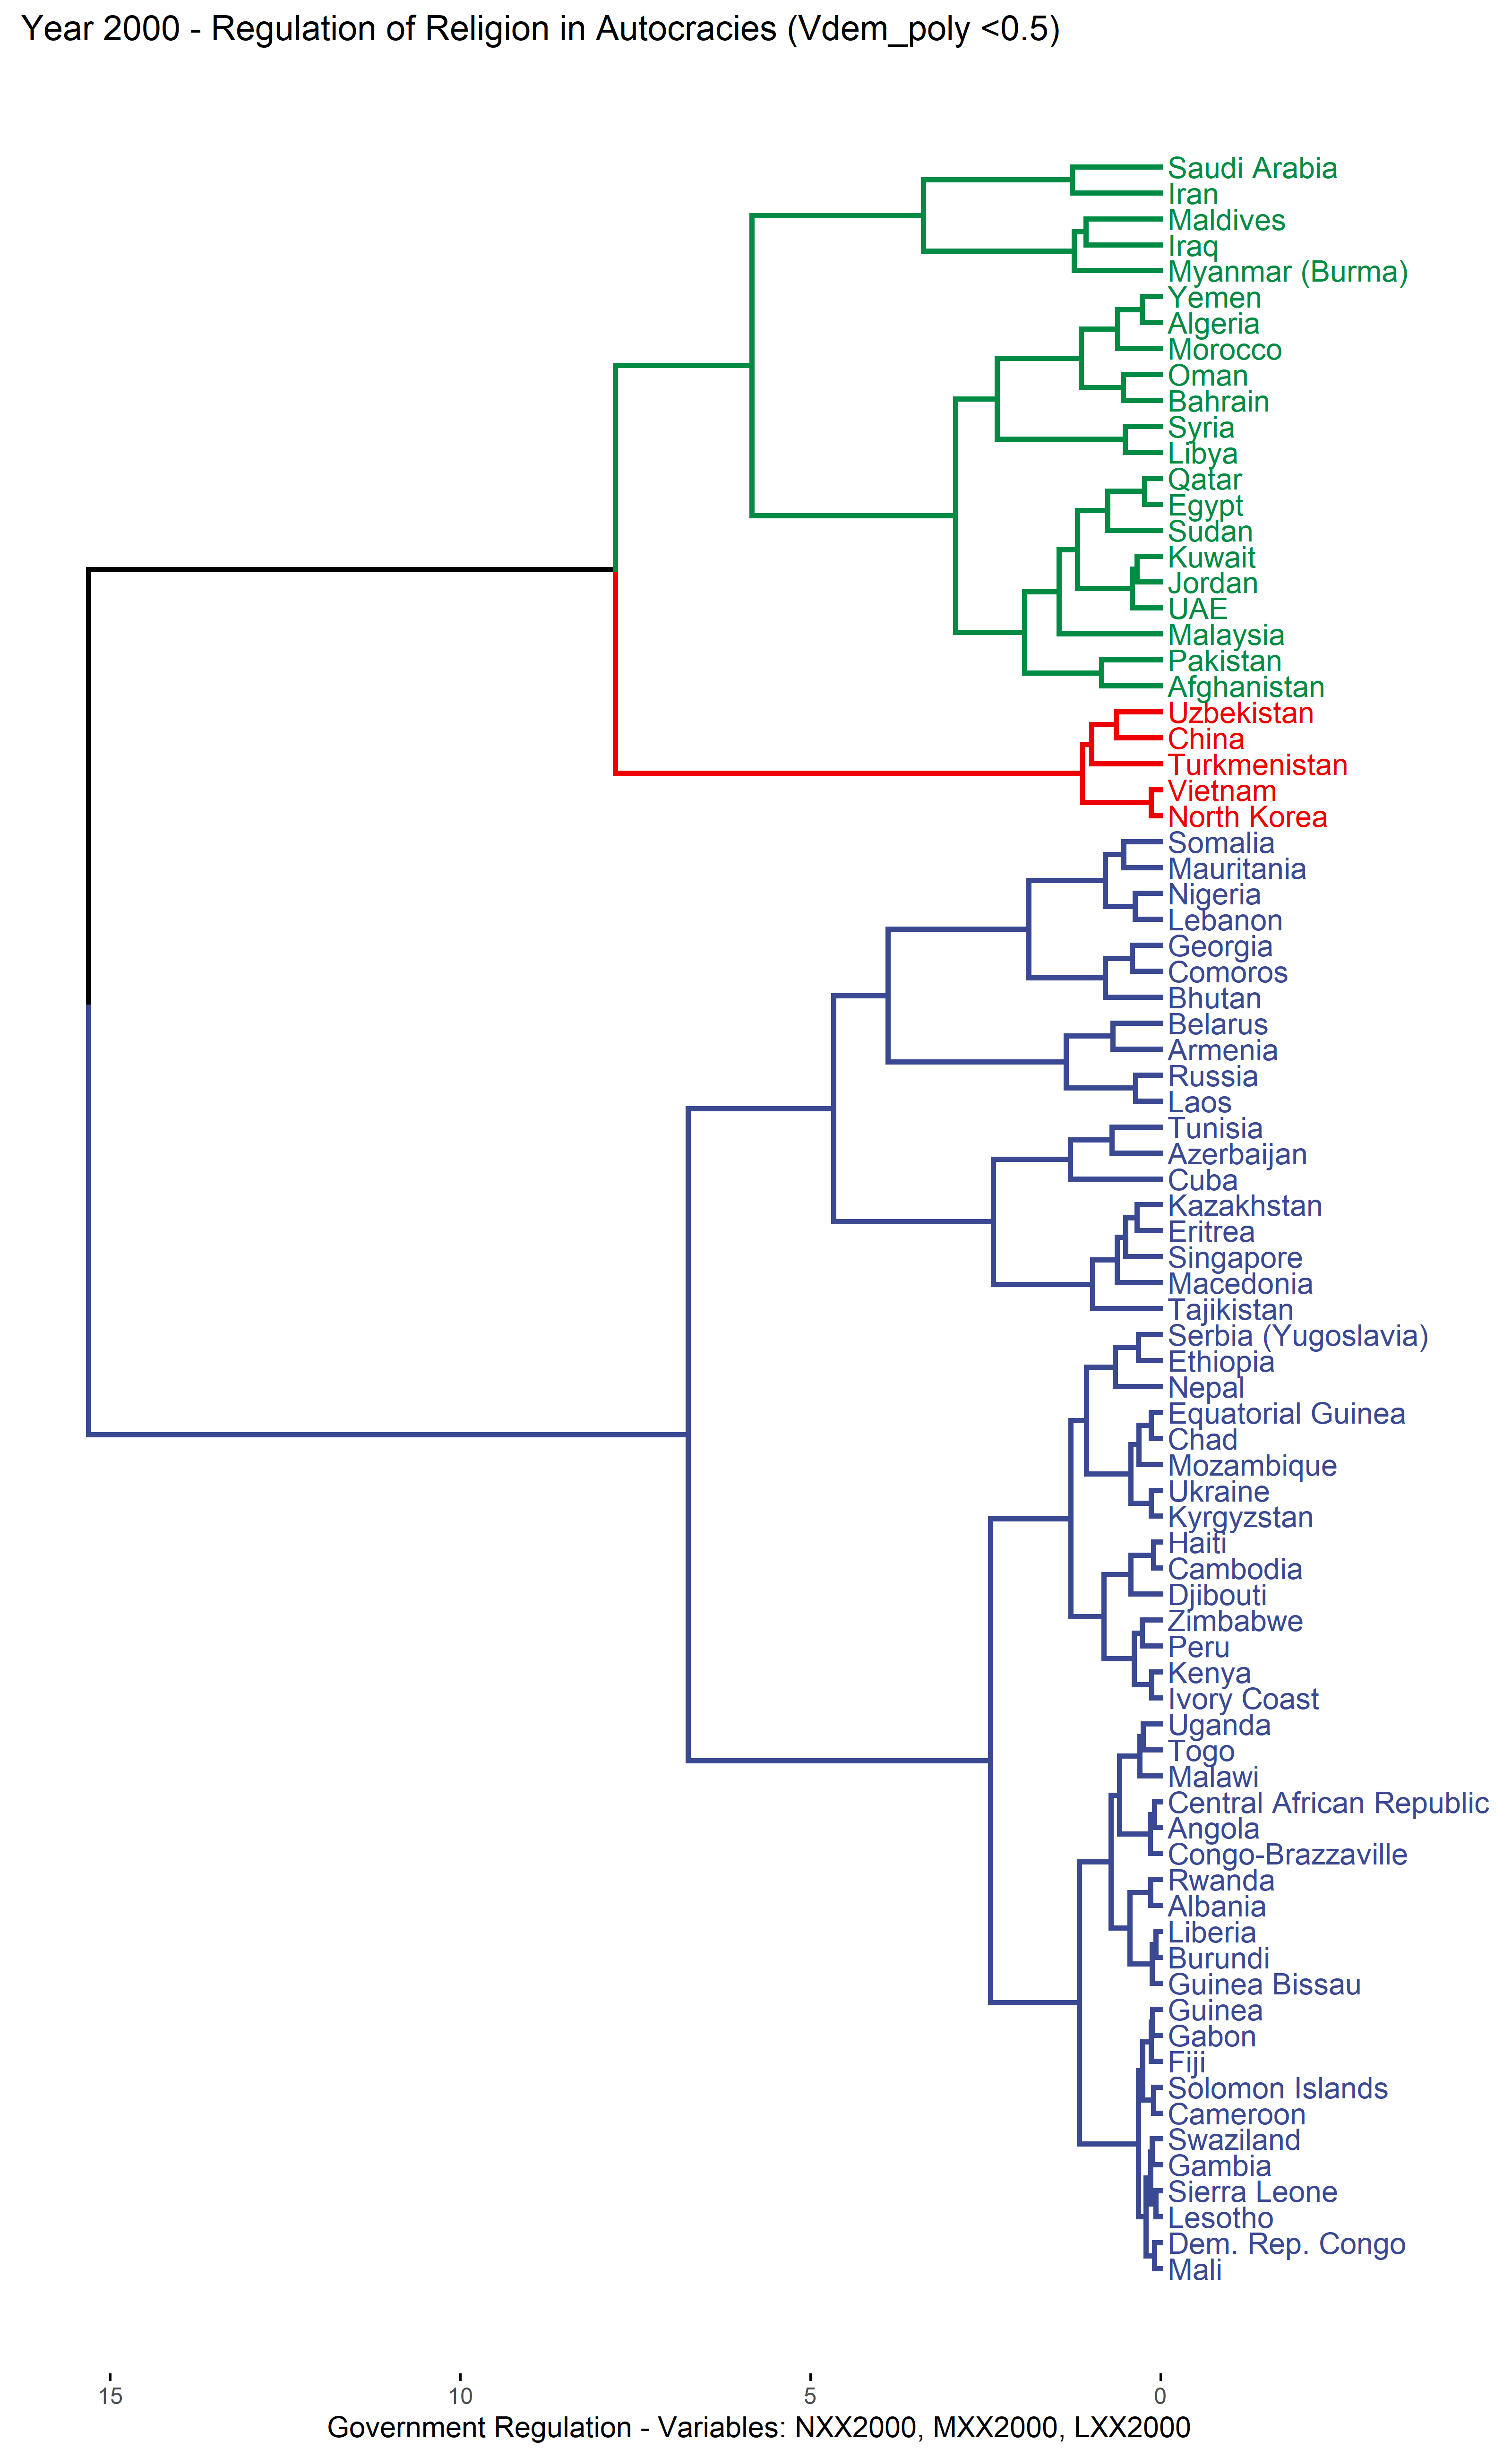 Year 2000 - Regulation of Religion in Autocracies (Vdem_poly <0.5)
Saudi Arabia
Iran
Maldives
Iraq
Myanmar (Burma)
Yemen
Algeria
Morocco
Oman
Bahrain
Syria
Libya
Qatar
Egypt
Sudan
Kuwait
Jordan
UAE
Malaysia
Pakistan
Afghanistan
Uzbekistan
China
Turkmenistan
Vietnam
North Korea
Somalia
Mauritania
Nigeria
Lebanon
Georgia
Comoros
Bhutan
Belarus
Armenia
Russia
Laos
Tunisia
Azerbaijan
Cuba
Kazakhstan
Eritrea
Singapore
Macedonia
Tajikistan
Serbia (Yugoslavia)
Ethiopia
Nepal
Equatorial Guinea
Chad
Mozambique
Ukraine
Kyrgyzstan
Haiti
Cambodia
Djibouti
Zimbabwe
Peru
Kenya
Ivory Coast
Uganda
Togo
Malawi
Central African Republic
Angola
Congo-Brazzaville
Rwanda
Albania
Liberia
Burundi
Guinea Bissau
Guinea
Gabon
Fiji
Solomon Islands
Cameroon
Swaziland
Gambia
Sierra Leone
Lesotho
Dem. Rep. Congo
Mali
15 10 5 0
Government Regulation - Variables: NXX2000, MXX2000, LXX2000